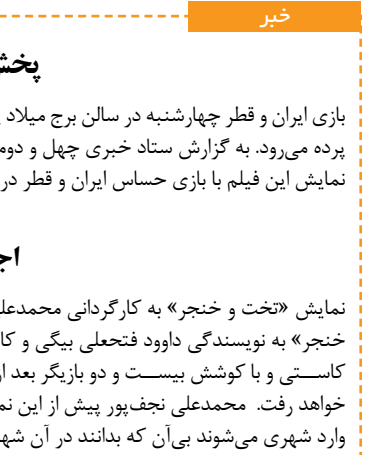 خبر
پخش
بازی ایران و قطر چهارشنبه در سالن برج میلاد
پرده می‌رود. به گزارش ستاد خبری چهل و دوم
نمایش این فیلم با بازی حساس ایران و قطر در
نمایش «تخت و خنجر» به کارگردانی محمدعلی
خنجر» به نویسندگی داوود فتحعلی بیگی و کا
کاستی و با کوشش بیست و دو بازیگر بعد از
خواهد رفت. محمدعلی نجف‌پور پیش از این نم
وارد شهری می‌شوند بی‌آن که بدانند در آن شه